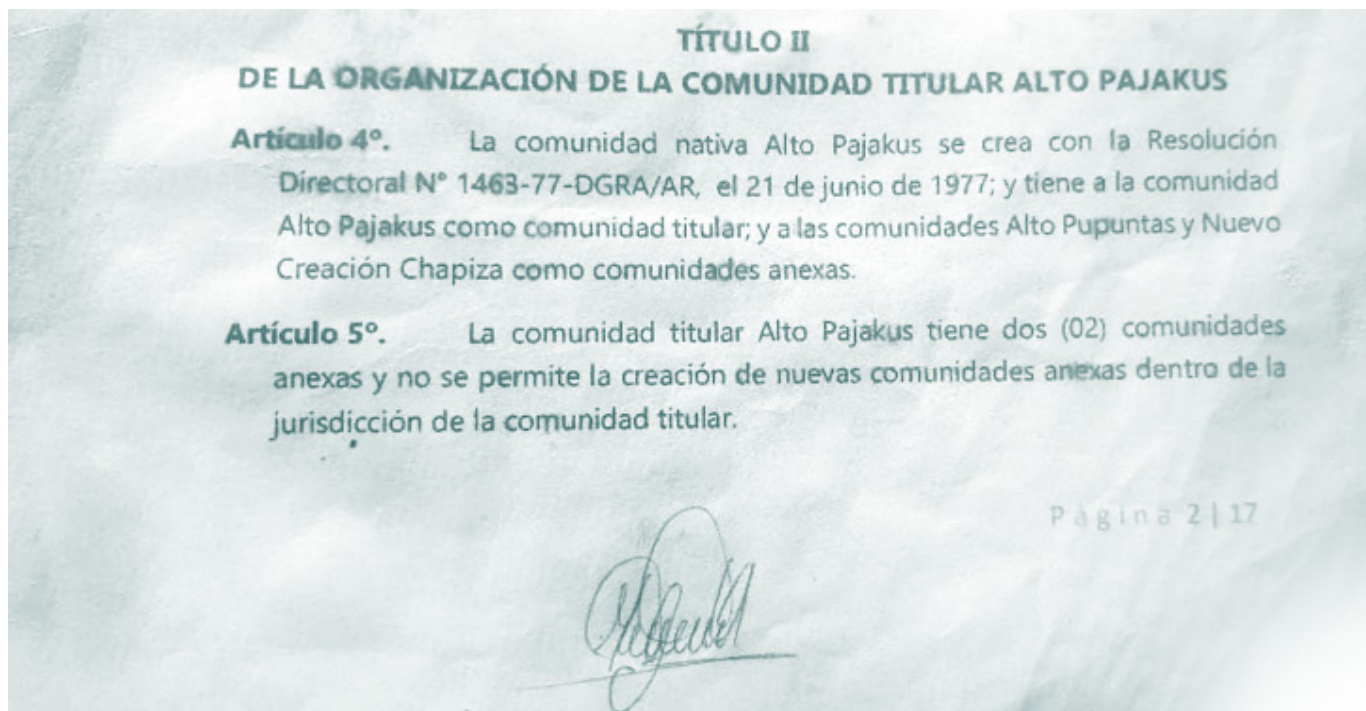 TÍTULO II
DE LA ORGANIZACIÓN DE LA COMUNIDAD TITULAR ALTO PAJAKUS
Artículo 4º. La comunidad nativa Alto Pajakus se crea con la Resolución
Directoral N° 1463-77-DGRA/AR, el 21 de junio de 1977; y tiene a la comunidad
Alto Pajakus como comunidad titular; y a las comunidades Alto Pupuntas y Nuevo
Creación Chapiza como comunidades anexas.
Artículo 5º. La comunidad titular Alto Pajakus tiene dos (02) comunidades
anexas y no se permite la creación de nuevas comunidades anexas dentro de la
jurisdicción de la comunidad titular.
Página 2 | 17